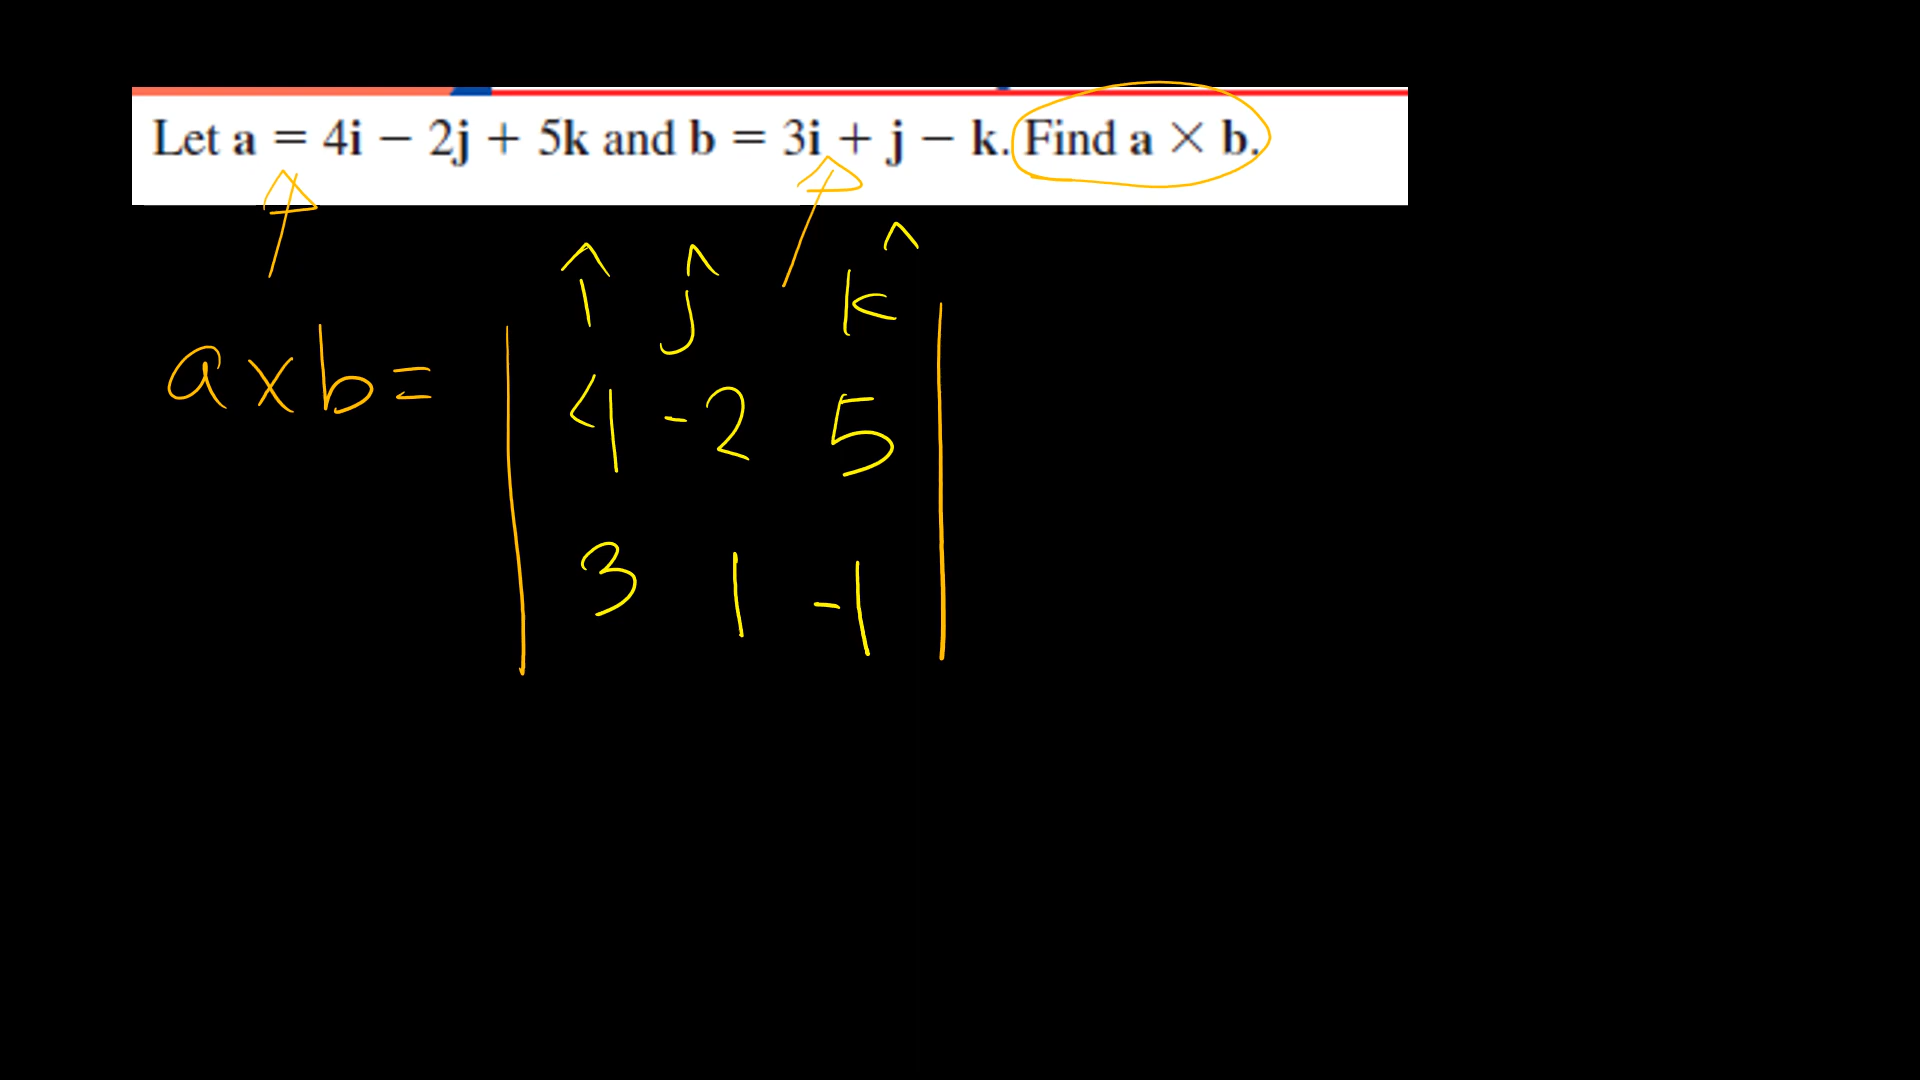 Let a = 4i − 2j + 5k and b = 3i + j − k. Find a × b.
î ĵ k̂
a x b =
4 -2 5
3 1 -1